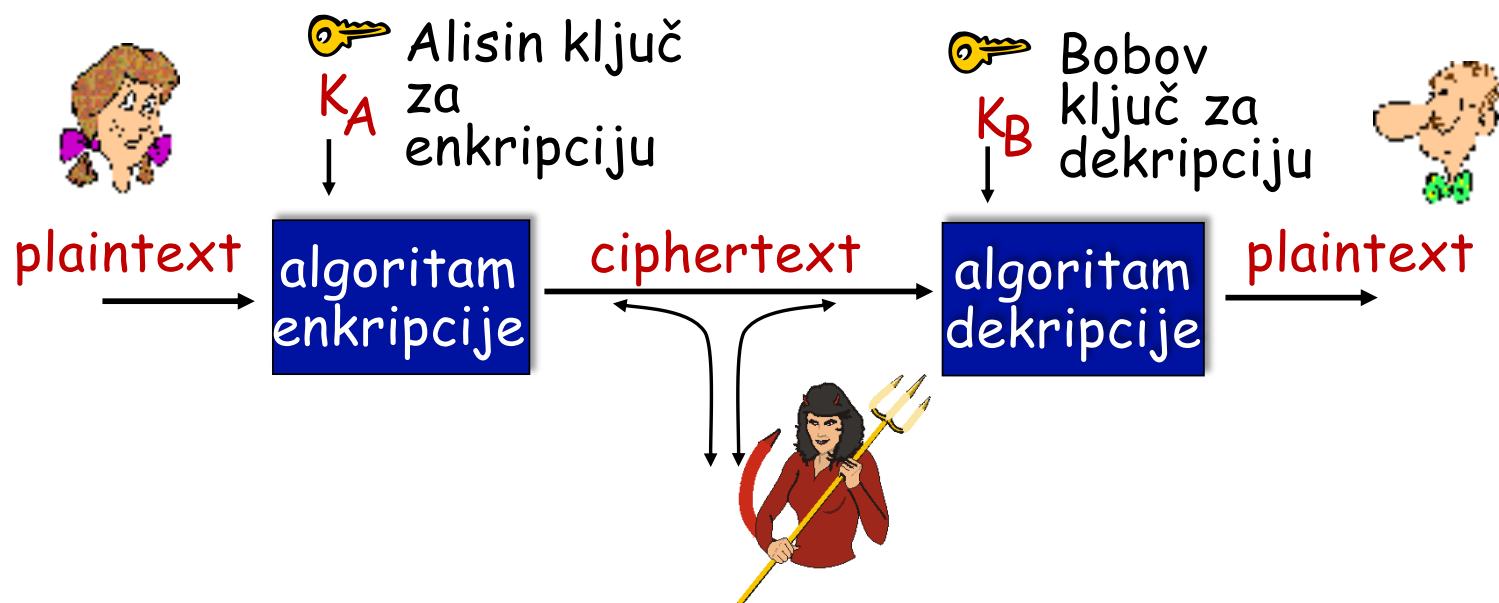 Alisin ključ
za
enkripciju
K_A
Bobov
ključ za
dekripciju
K_B
plaintext
algoritam
enkripcije
ciphertext
algoritam
dekripcije
plaintext